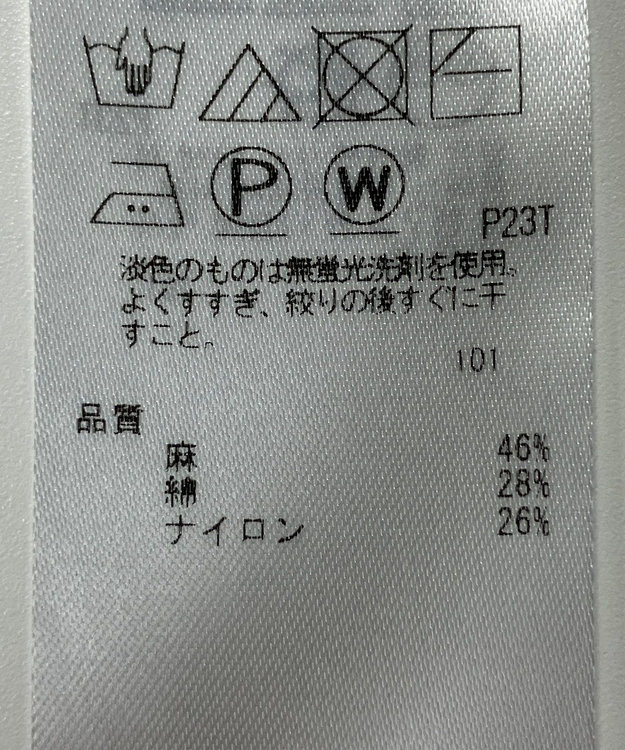 P W
P23T
淡色のものは無蛍光洗剤を使用。
よくすすぎ、絞りの後すぐに干
すこと。
101
品質
麻 46%
綿 28%
ナイロン 26%